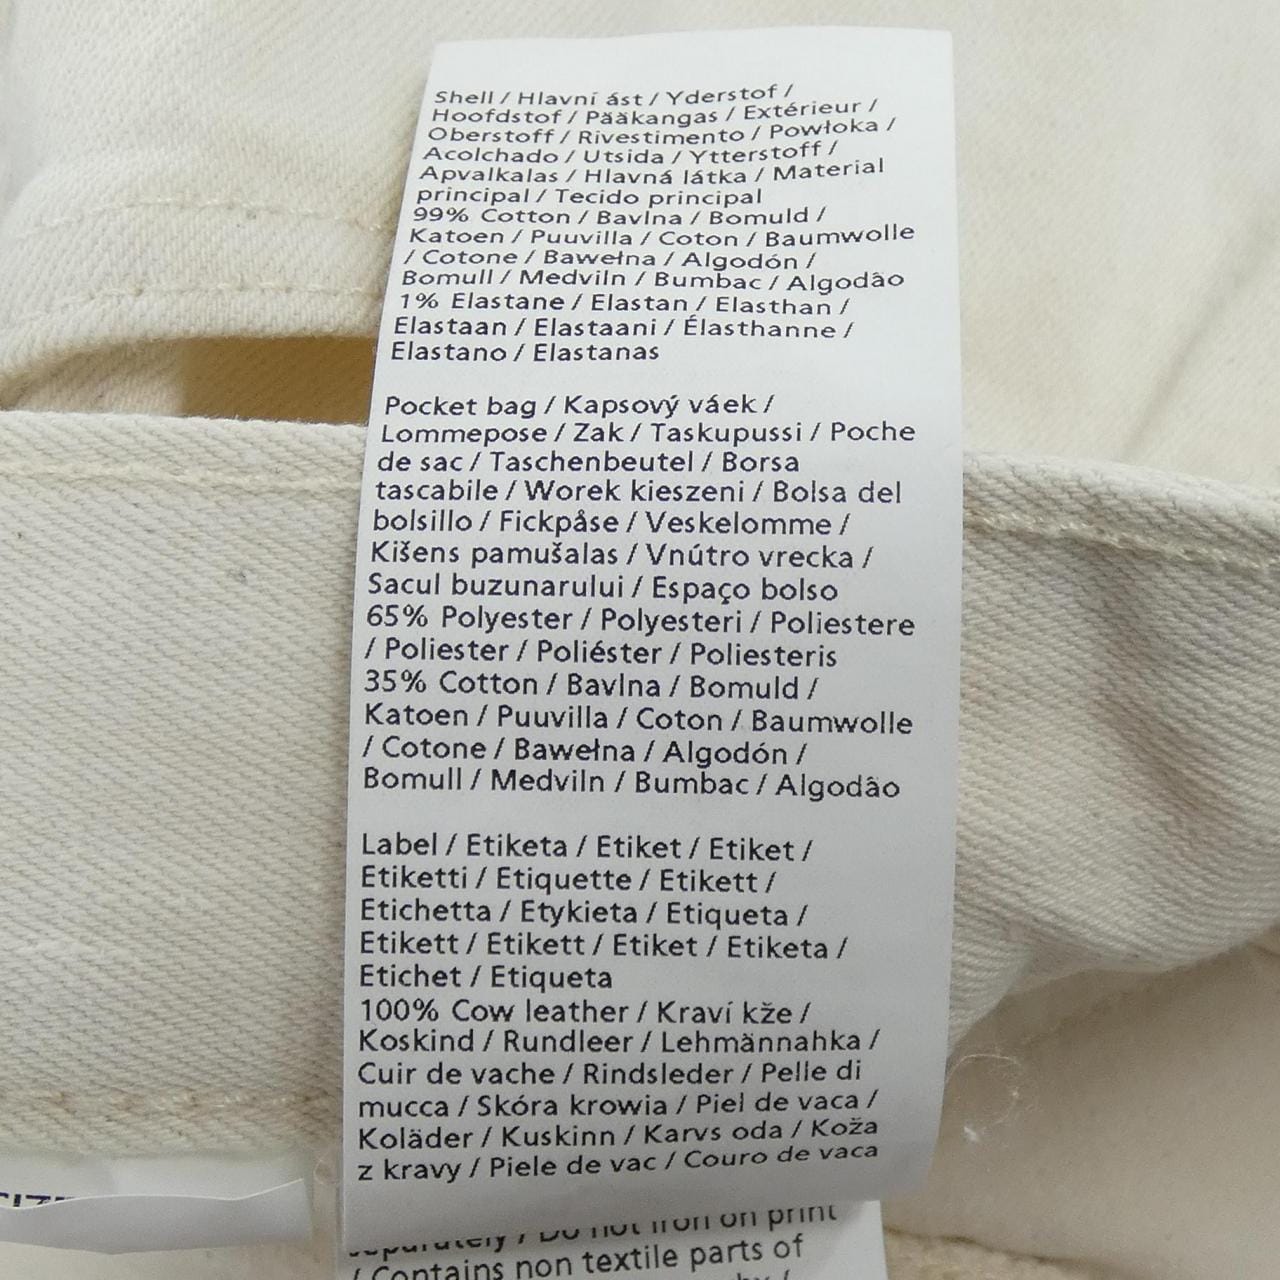 Shell / Hlavní ást / Yderstof /
Hoofdstof / Pääkangas / Extérieur /
Oberstoff / Rivestimento / Powłoka /
Acolchado / Utsida / Ytterstoff /
Apvalkalas / Hlavná látka / Material
principal / Tecido principal
99% Cotton / Bavlna / Bomuld /
Katoen / Puuvilla / Coton / Baumwolle
/ Cotone / Bawełna / Algodón /
Bomull / Medviln / Bumbac / Algodão
1% Elastane / Elastan / Elasthan /
Elastaan / Elastaani / Élasthanne /
Elastano / Elastanas
Pocket bag / Kapsový váek /
Lommepose / Zak / Taskupussi / Poche
de sac / Taschenbeutel / Borsa
tascabile / Worek kieszeni / Bolsa del
bolsillo / Fickpåse / Veskelomme /
Kišens pamušalas / Vnútro vrecka /
Sacul buzunarului / Espaço bolso
65% Polyester / Polyesteri / Poliestere
/ Poliester / Poliéster / Poliesteris
35% Cotton / Bavlna / Bomuld /
Katoen / Puuvilla / Coton / Baumwolle
/ Cotone / Bawełna / Algodón /
Bomull / Medviln / Bumbac / Algodão
Label / Etiketa / Etiket / Etiket /
Etiketti / Etiquette / Etikett /
Etichetta / Etykieta / Etiqueta /
Etikett / Etikett / Etiket / Etiketa /
Etichet / Etiqueta
100% Cow leather / Kraví kže /
Koskind / Rundleer / Lehmännahka /
Cuir de vache / Rindsleder / Pelle di
mucca / Skóra krowia / Piel de vaca /
Koläder / Kuskinn / Karvs oda / Koža
z kravy / Piele de vac / Couro de vaca
separately / Do not iron on print
/ Contains non textile parts of